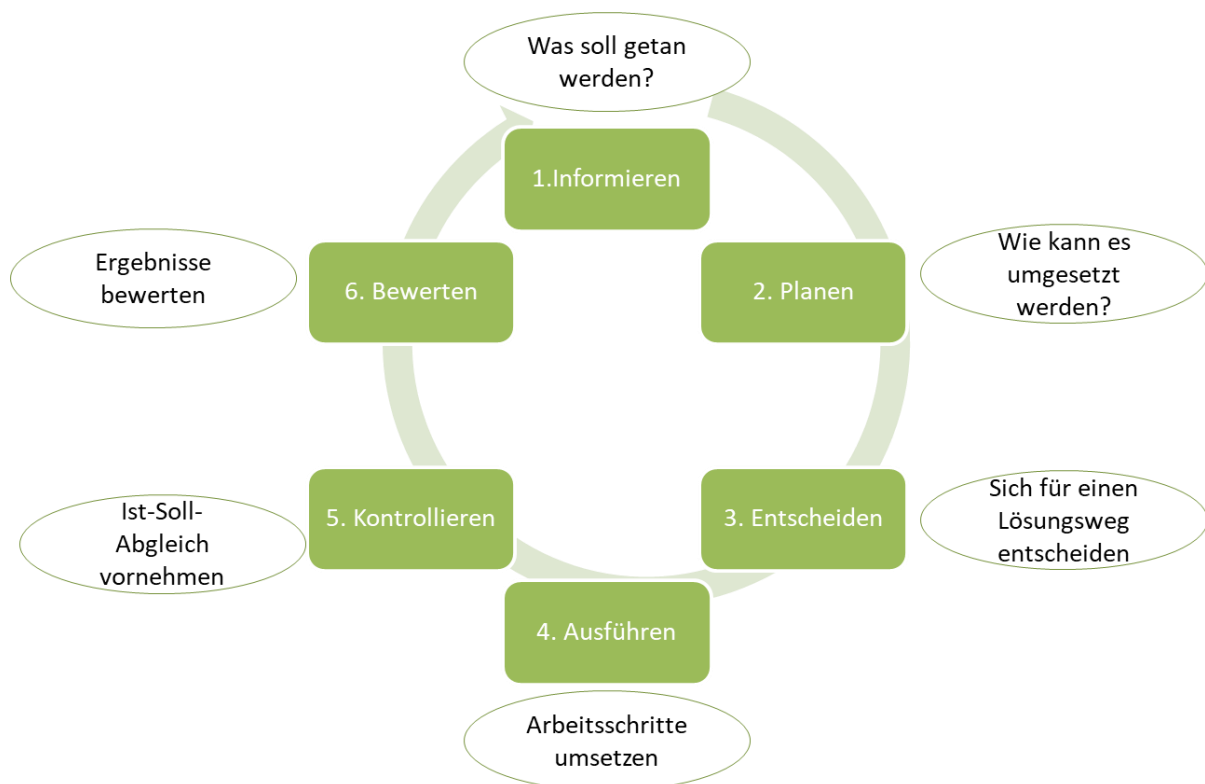 Was soll getan
werden?
1.Informieren
Wie kann es
umgesetzt
werden?
2. Planen
Sich für einen
Lösungsweg
entscheiden
3. Entscheiden
4. Ausführen
Arbeitsschritte
umsetzen
5. Kontrollieren
Ist-Soll-
Abgleich
vornehmen
6. Bewerten
Ergebnisse
bewerten